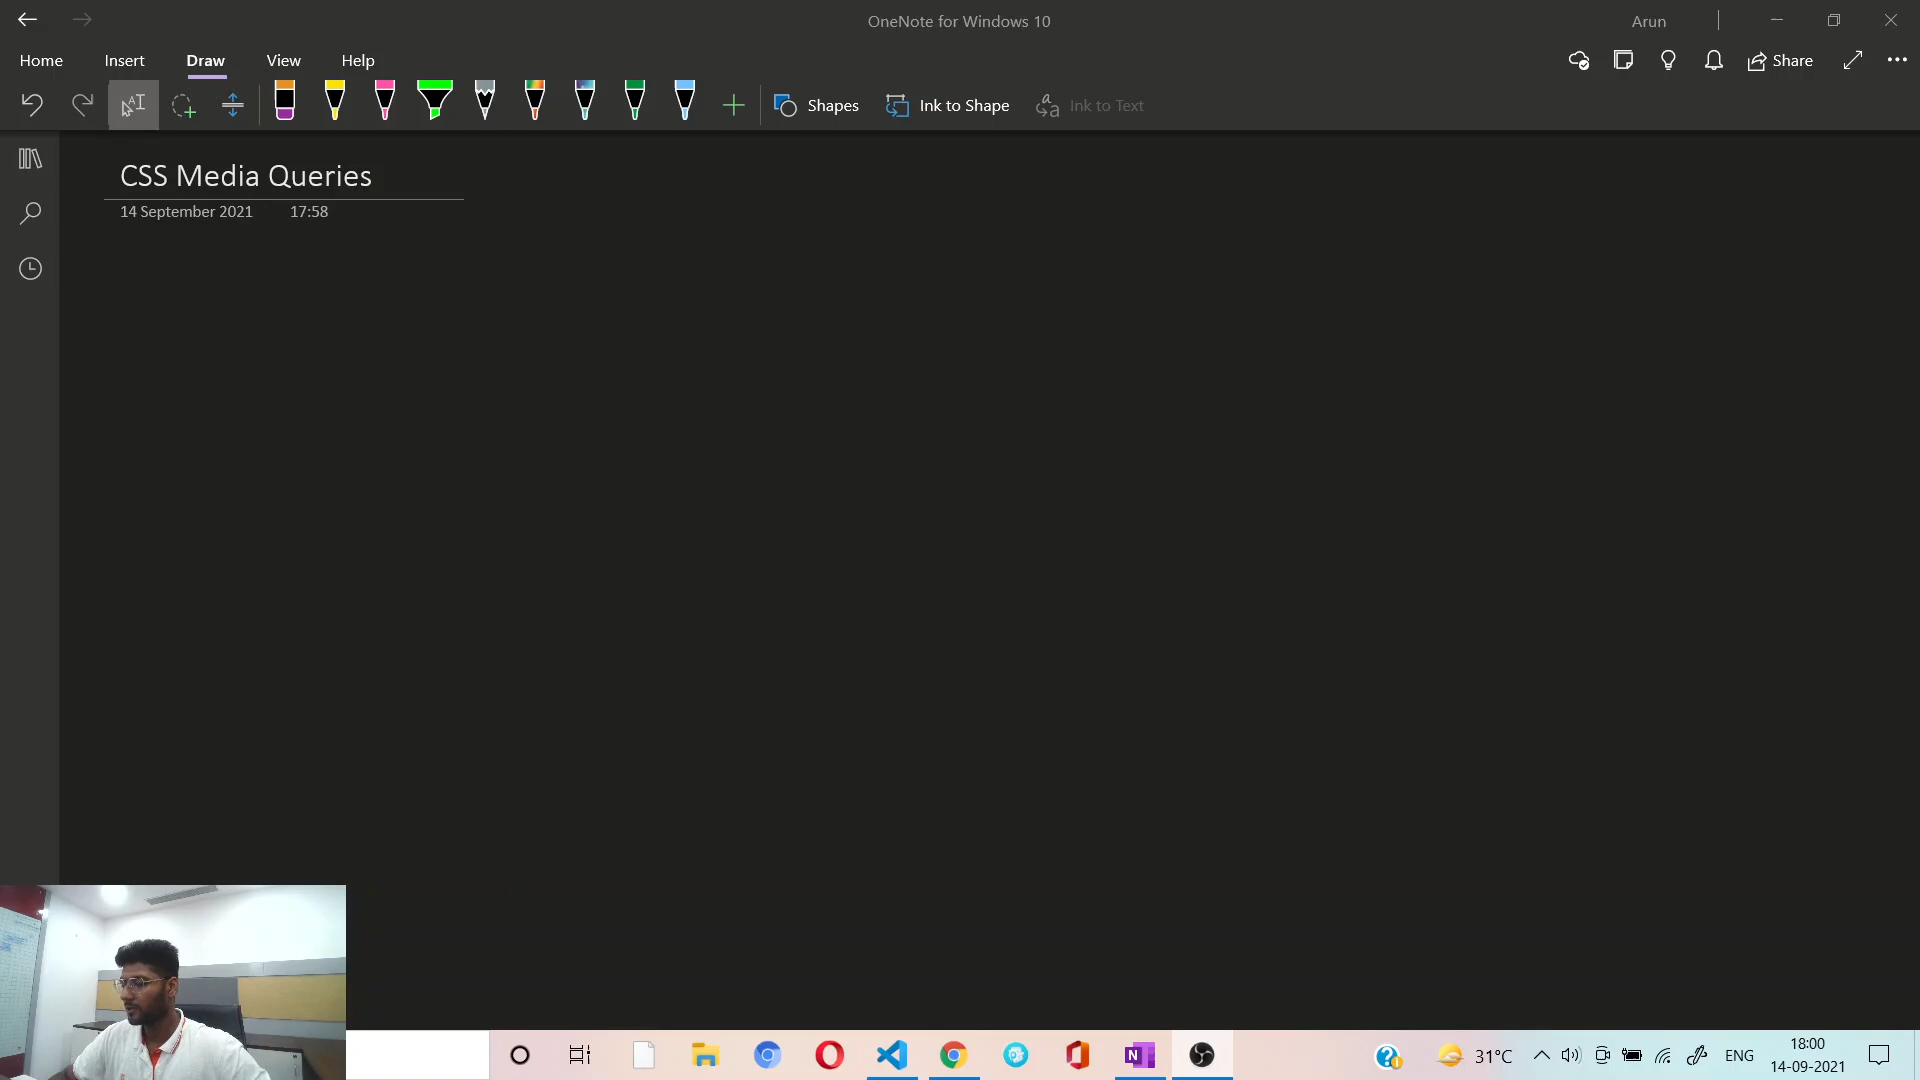 OneNote for Windows 10
Arun
Home Insert Draw View Help
Share
Shapes Ink to Shape Ink to Text
CSS Media Queries
14 September 2021 17:58
31°C
ENG
18:00
14-09-2021